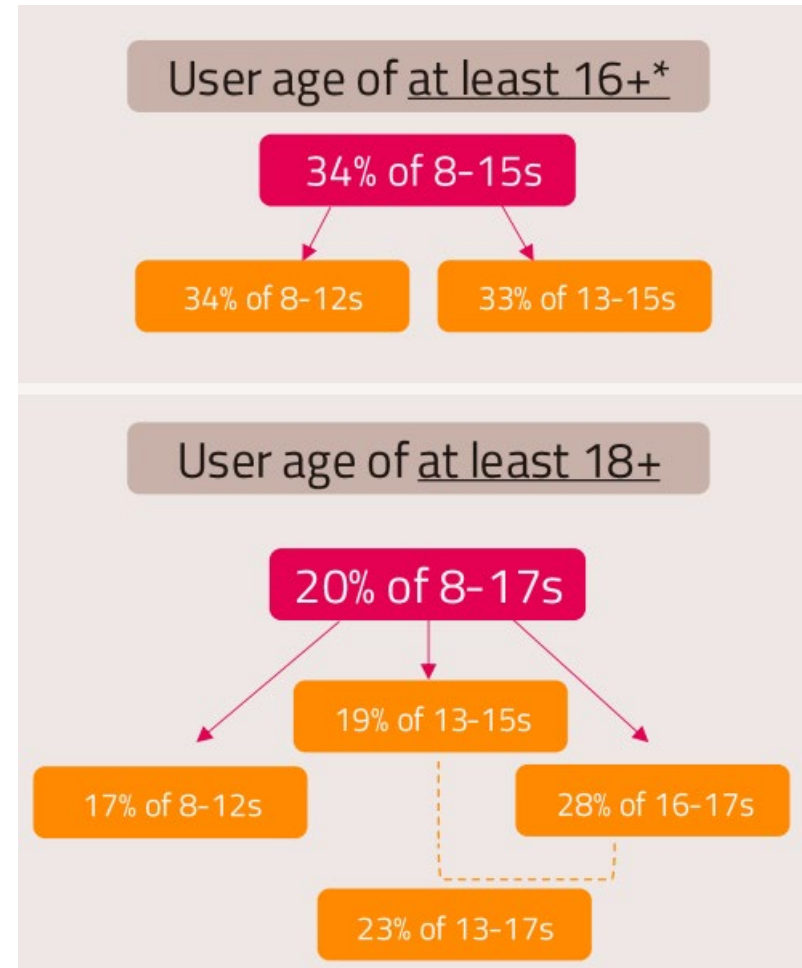 User age of at least 16+*
34% of 8-15s
34% of 8-12s
33% of 13-15s
User age of at least 18+
20% of 8-17s
19% of 13-15s
17% of 8-12s
28% of 16-17s
23% of 13-17s